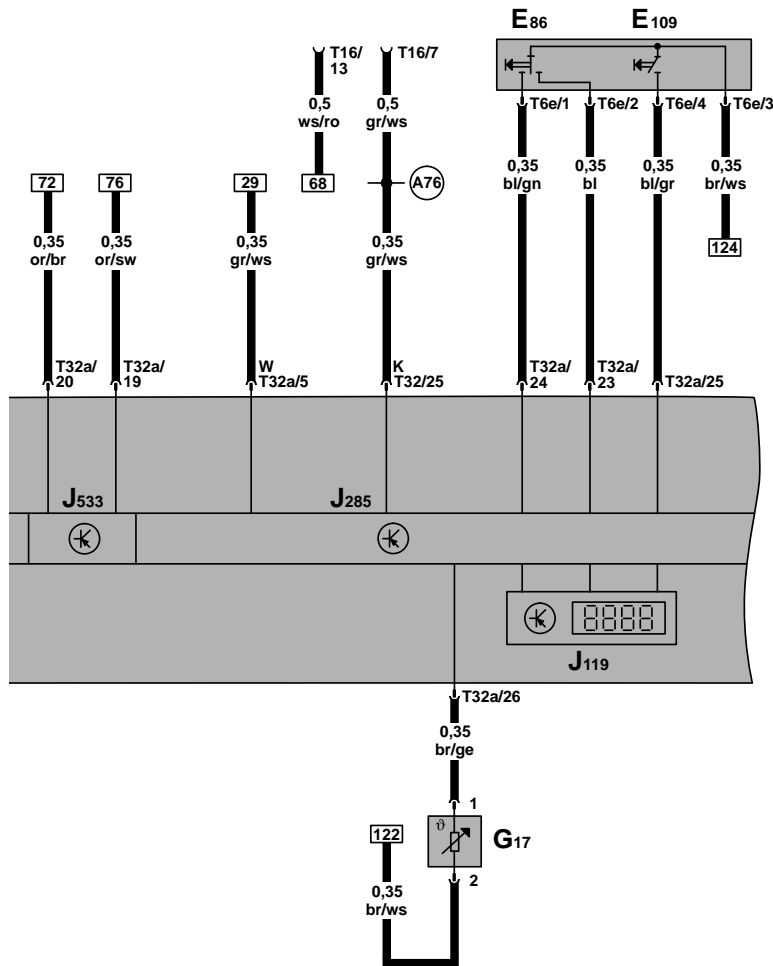 E86 E109
T16/ 13
T16/7
T6e/1 T6e/2 T6e/4 T6e/3
0,5 ws/ro
0,5 gr/ws
0,35 bl/gn
0,35 bl
0,35 bl/gr
0,35 br/ws
72 76 29 68 A76
124
0,35 or/br
0,35 or/sw
0,35 gr/ws
0,35 gr/ws
T32a/ 20
T32a/ 19
W T32a/5
K T32/25
T32a/ 24
T32a/ 23
T32a/25
J533 J285
8888
J119
T32a/26
0,35 br/ge
1
122
ϑ
G17
2
0,35 br/ws